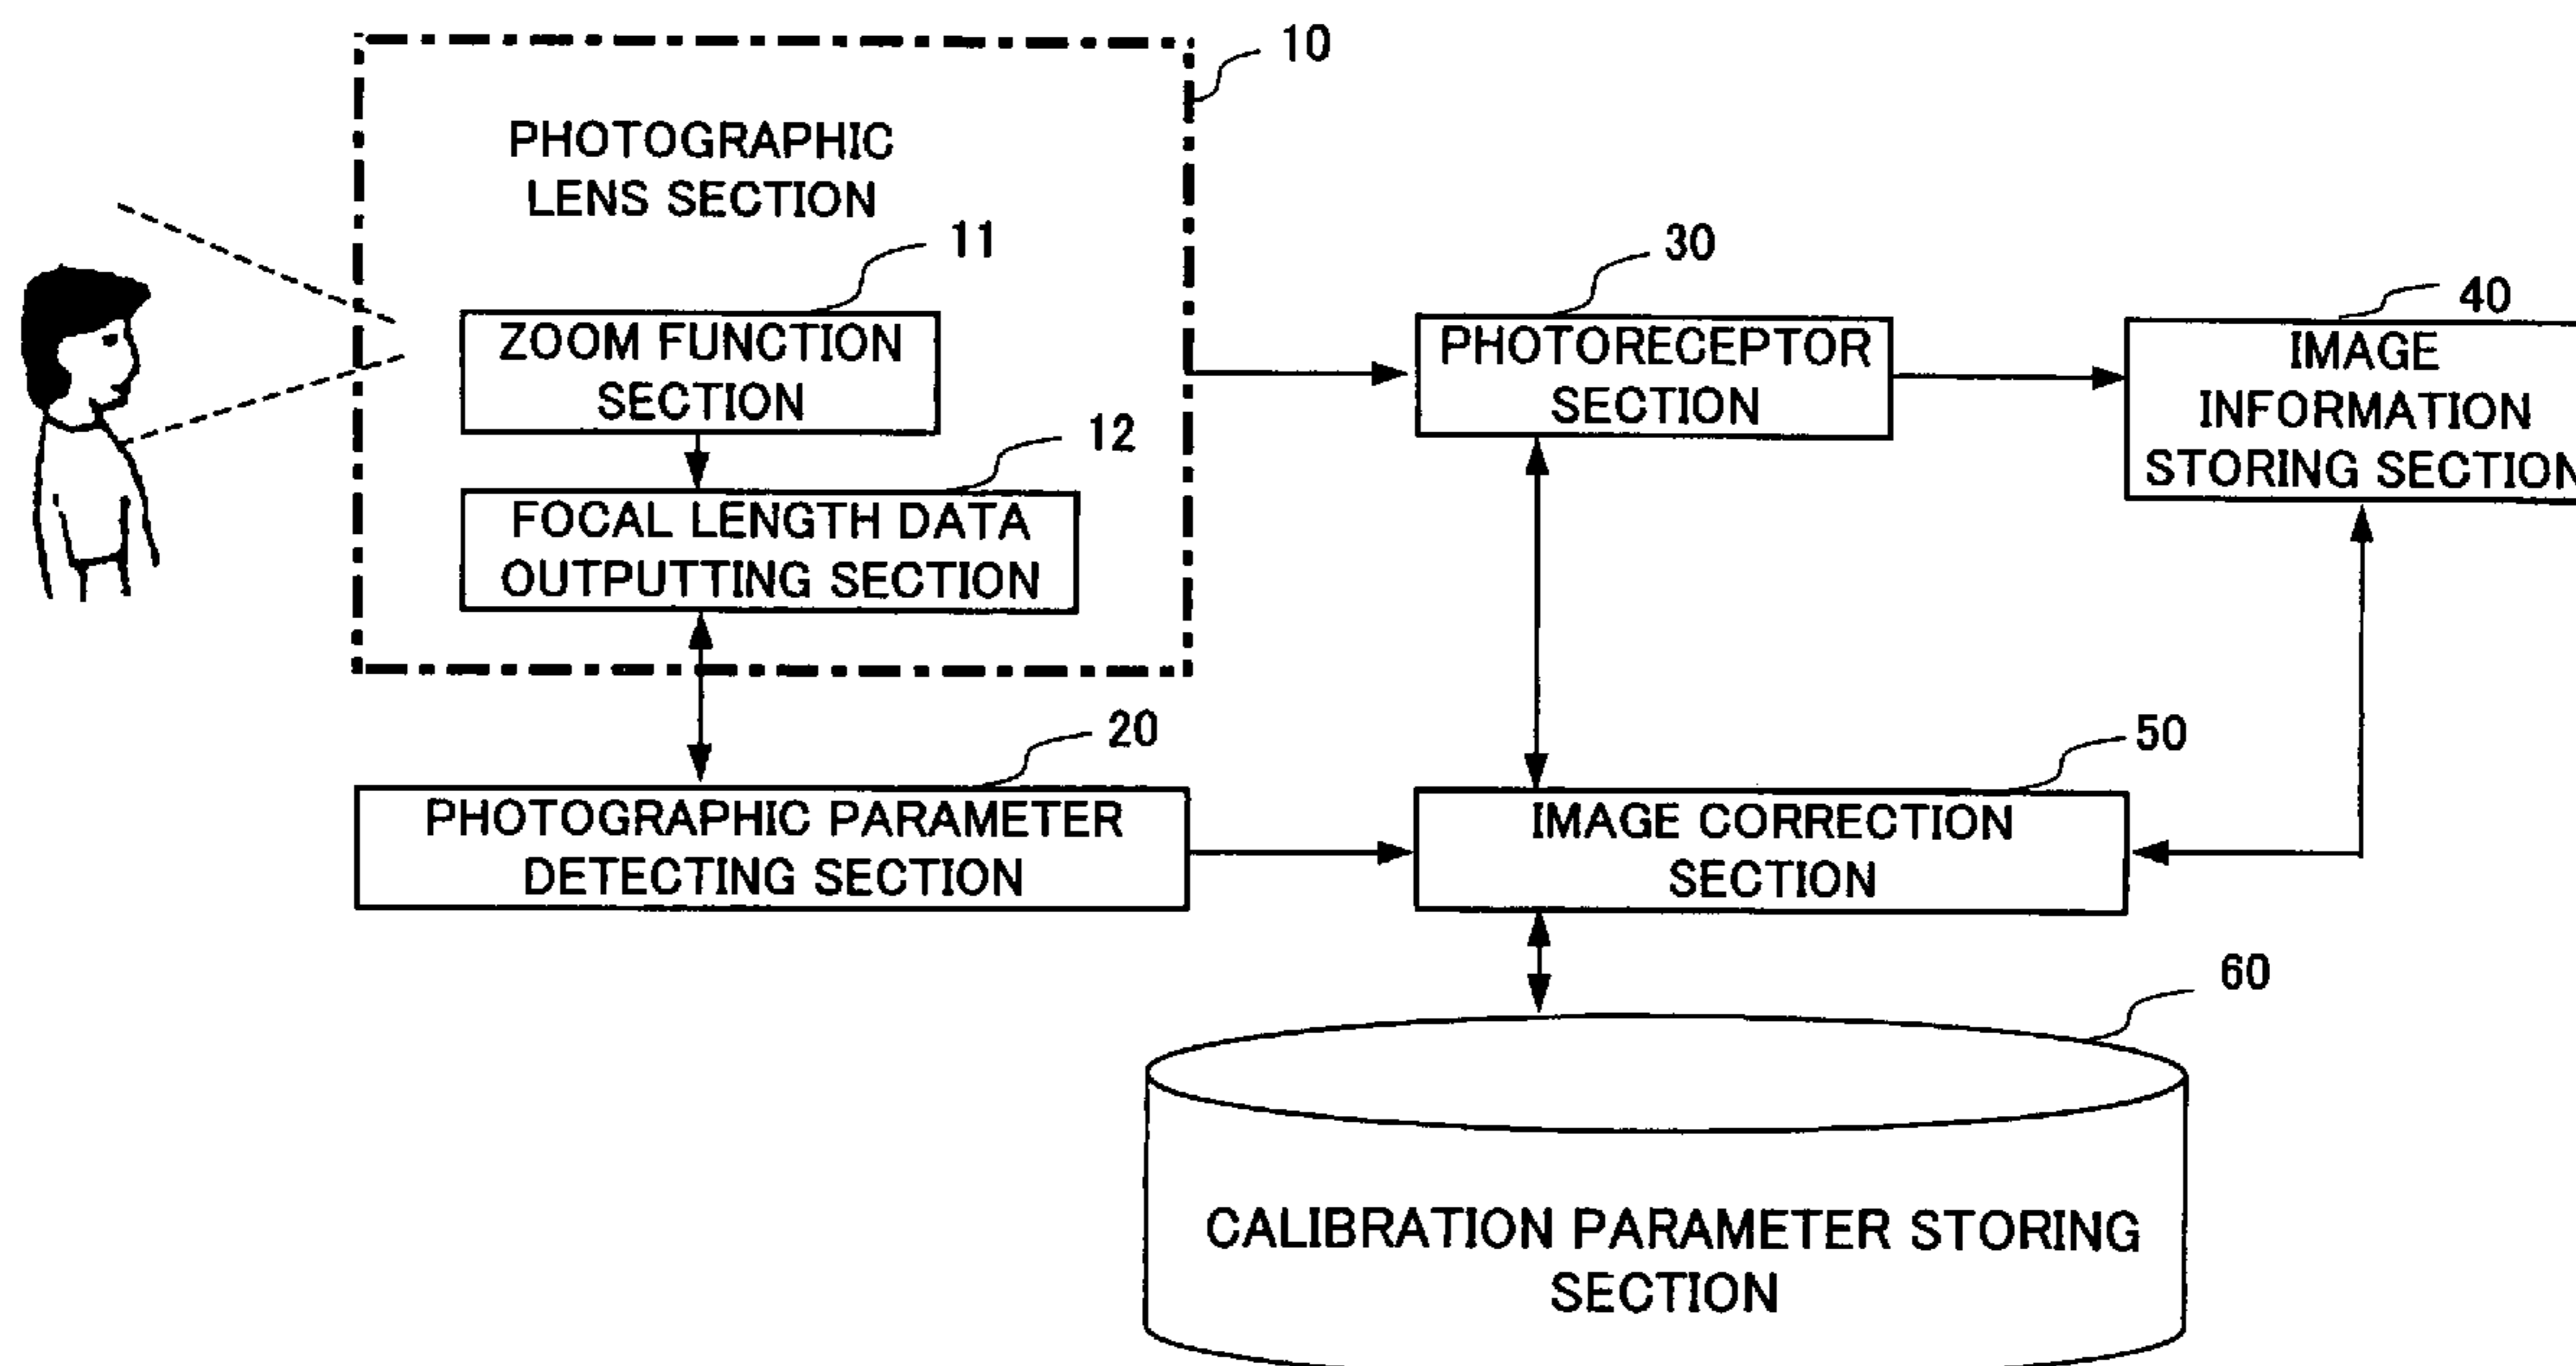 10
PHOTOGRAPHIC
LENS SECTION
11
ZOOM FUNCTION
SECTION
12
FOCAL LENGTH DATA
OUTPUTTING SECTION
30
PHOTORECEPTOR
SECTION
40
IMAGE
INFORMATION
STORING SECTION
20
PHOTOGRAPHIC PARAMETER
DETECTING SECTION
50
IMAGE CORRECTION
SECTION
60
CALIBRATION PARAMETER STORING
SECTION